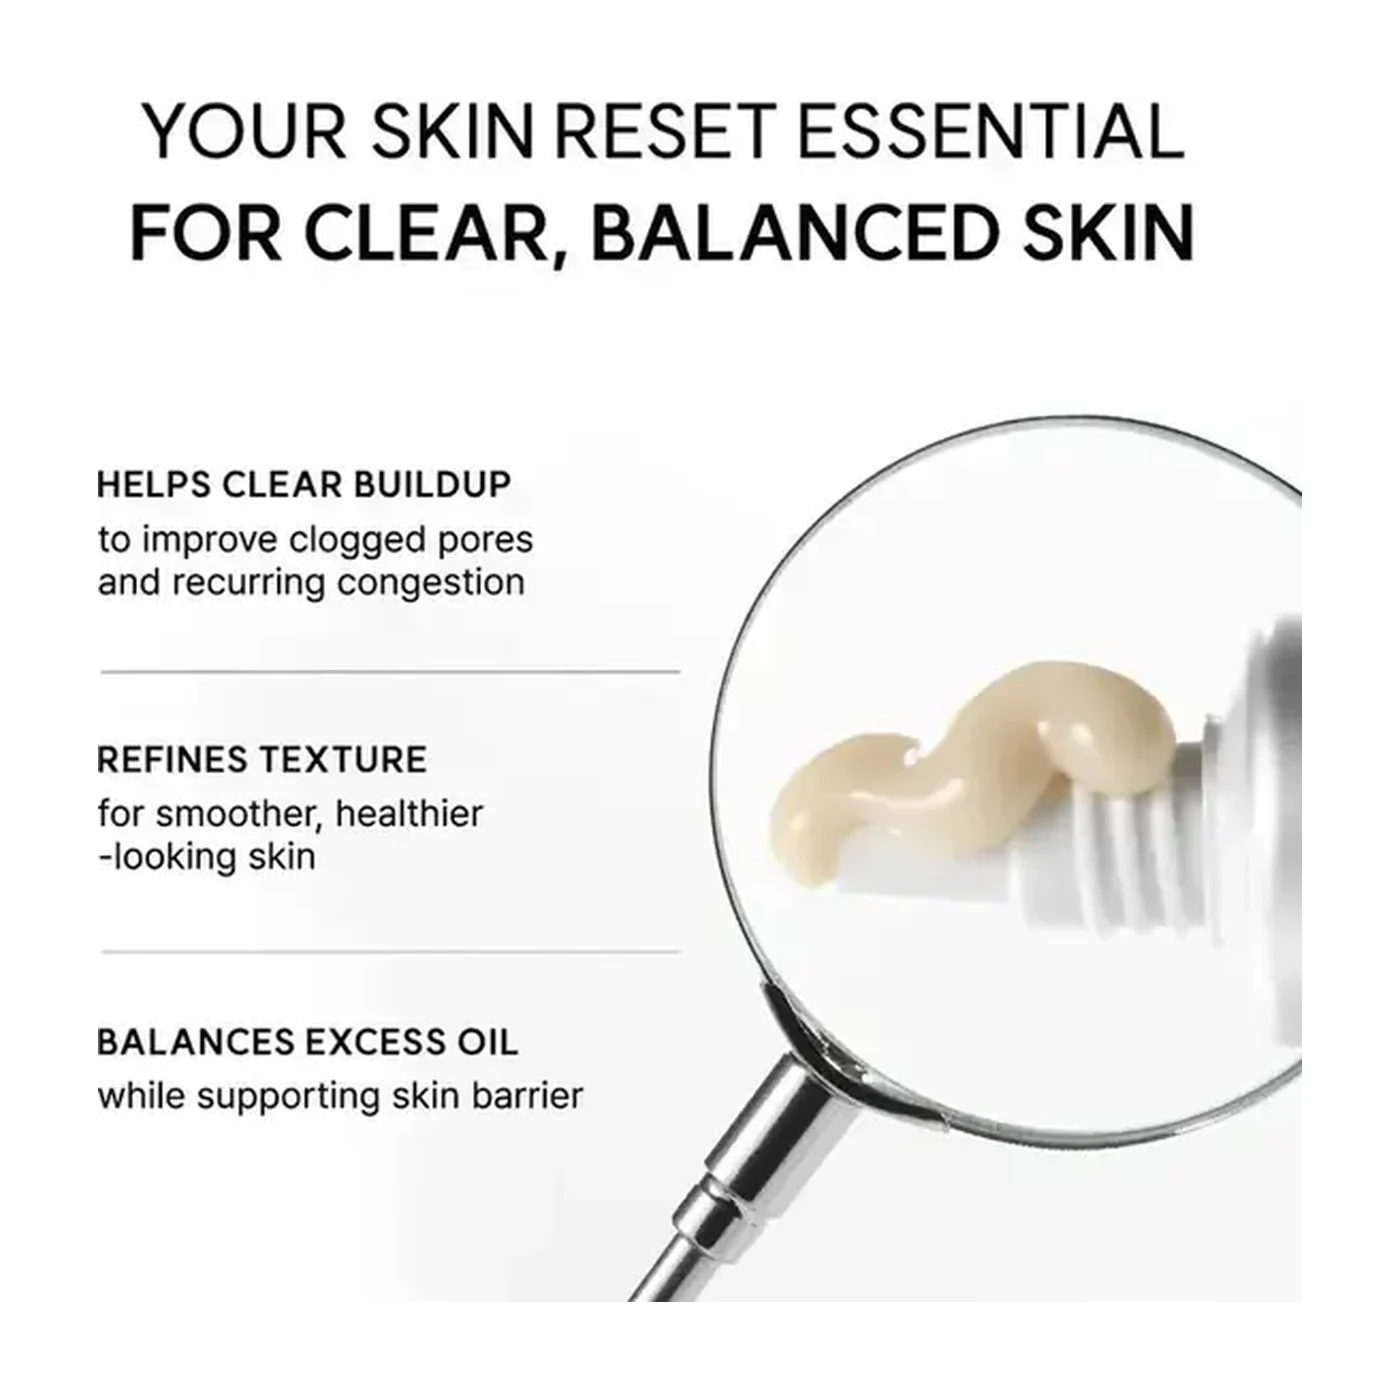 YOUR SKIN RESET ESSENTIAL
FOR CLEAR, BALANCED SKIN
HELPS CLEAR BUILDUP
to improve clogged pores
and recurring congestion
REFINES TEXTURE
for smoother, healthier
-looking skin
BALANCES EXCESS OIL
while supporting skin barrier